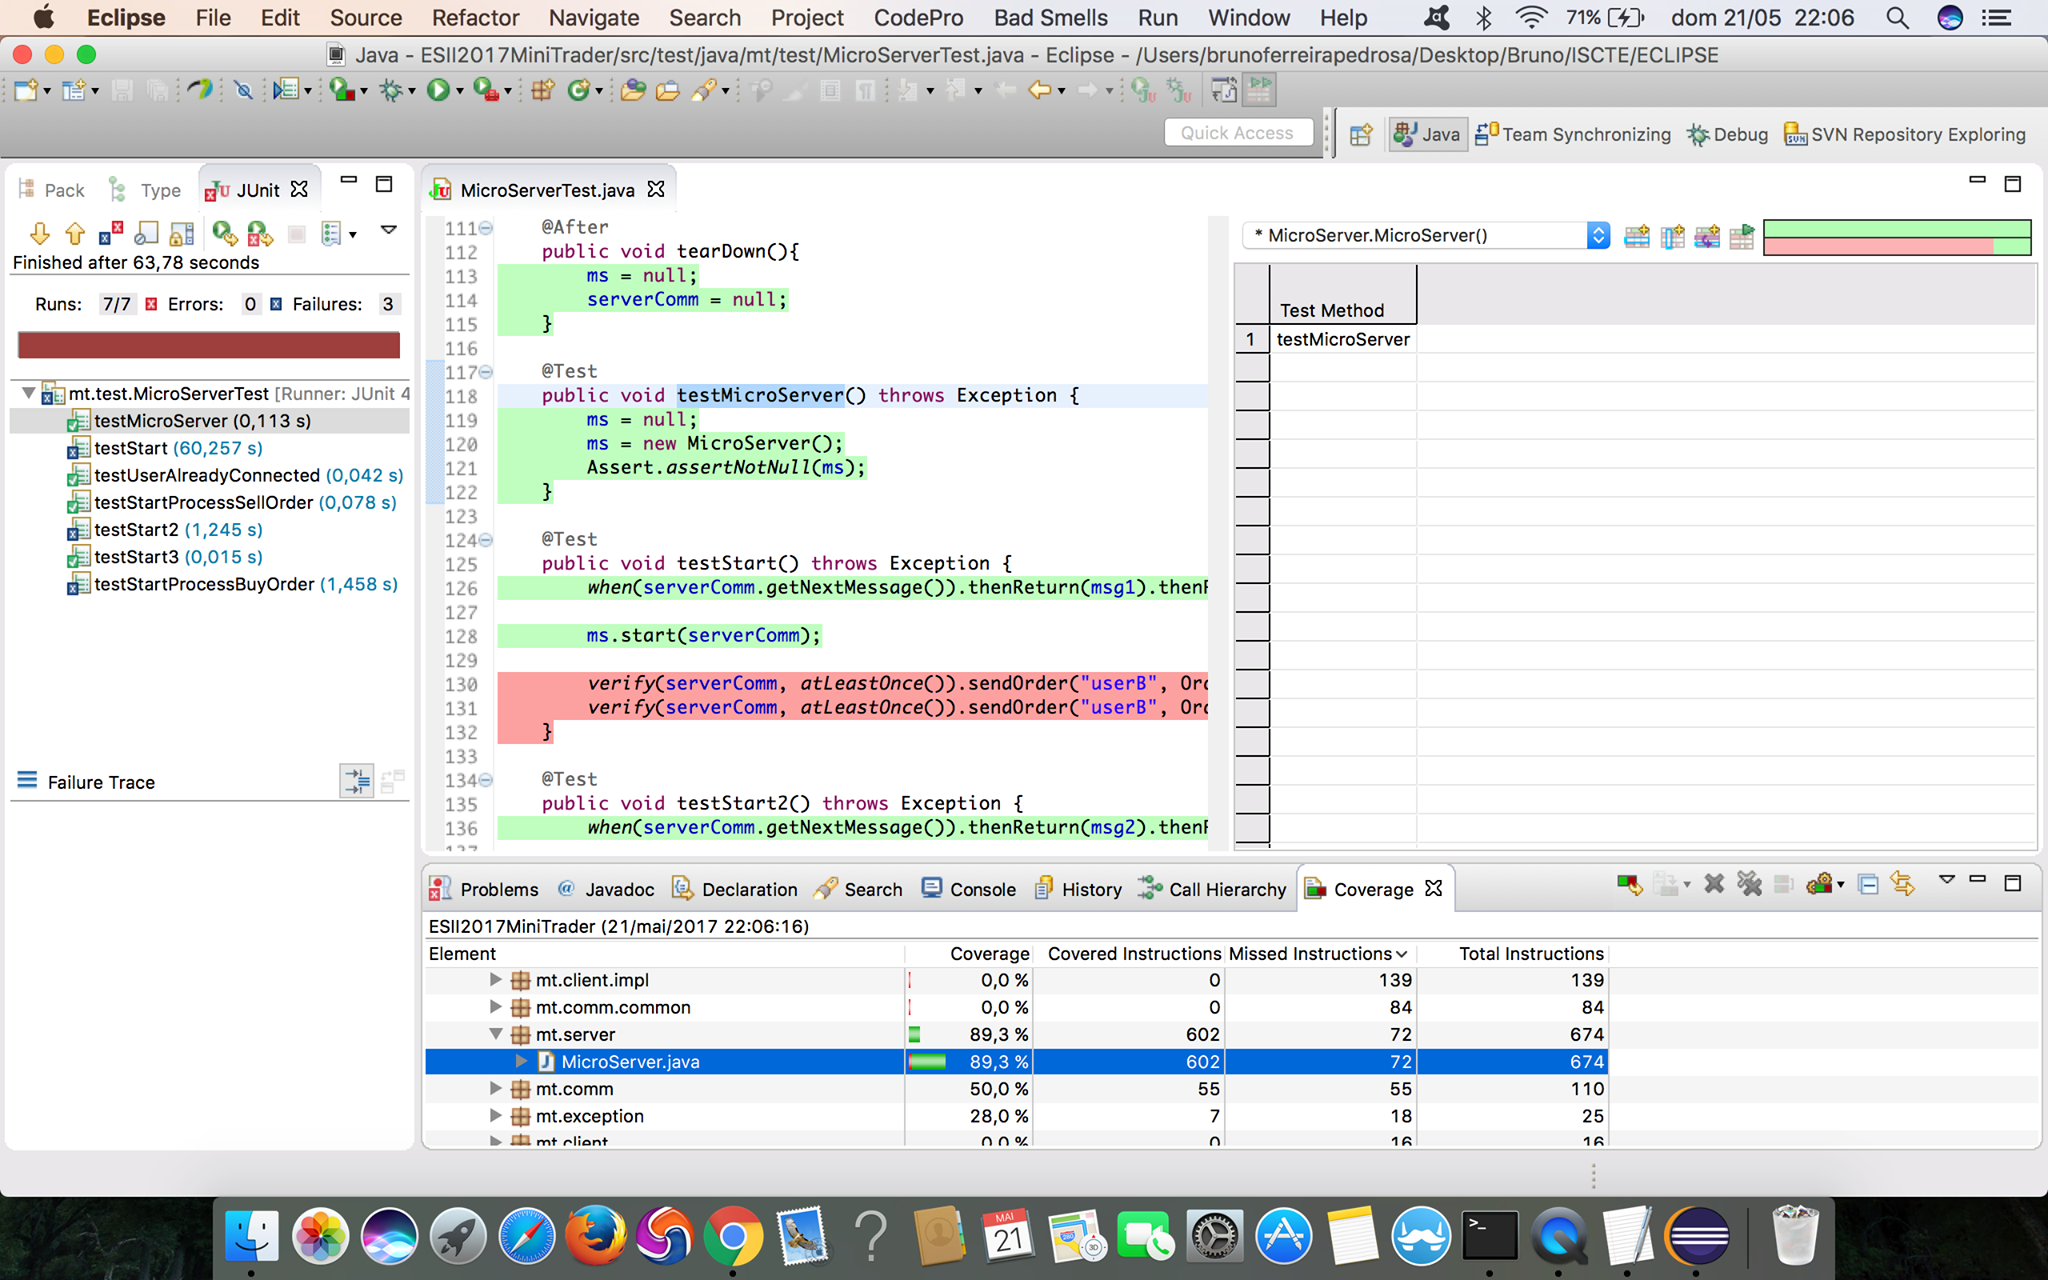 Eclipse File Edit Source Refactor Navigate Search Project CodePro Bad Smells Run Window Help 71% dom 21/05 22:06
Java - ESII2017MiniTrader/src/test/java/mt/test/MicroServerTest.java - Eclipse - /Users/brunoferreirapedrosa/Desktop/Bruno/ISCTE/ECLIPSE
Quick Access Java Team Synchronizing Debug SVN Repository Exploring
Pack Type JUnit
Finished after 63,78 seconds
Runs: 7/7 Errors: 0 Failures: 3
mt.test.MicroServerTest [Runner: JUnit 4
testMicroServer (0,113 s)
testStart (60,257 s)
testUserAlreadyConnected (0,042 s)
testStartProcessSellOrder (0,078 s)
testStart2 (1,245 s)
testStart3 (0,015 s)
testStartProcessBuyOrder (1,458 s)
Failure Trace
MicroServerTest.java
111 @After
112 public void tearDown(){
113 ms = null;
114 serverComm = null;
115 }
116
117 @Test
118 public void testMicroServer() throws Exception {
119 ms = null;
120 ms = new MicroServer();
121 Assert.assertNotNull(ms);
122 }
123
124 @Test
125 public void testStart() throws Exception {
126 when(serverComm.getNextMessage()).thenReturn(msg1).then
127
128 ms.start(serverComm);
129
130 verify(serverComm, atLeastOnce()).sendOrder("userB", Or
131 verify(serverComm, atLeastOnce()).sendOrder("userB", Or
132 }
133
134 @Test
135 public void testStart2() throws Exception {
136 when(serverComm.getNextMessage()).thenReturn(msg2).then
137
* MicroServer.MicroServer()
Test Method
1 testMicroServer
Problems Javadoc Declaration Search Console History Call Hierarchy Coverage
ESII2017MiniTrader (21/mai/2017 22:06:16)
Element Coverage Covered Instructions Missed Instructions Total Instructions
mt.client.impl 0,0 % 0 139 139
mt.comm.common 0,0 % 0 84 84
mt.server 89,3 % 602 72 674
MicroServer.java 89,3 % 602 72 674
mt.comm 50,0 % 55 55 110
mt.exception 28,0 % 7 18 25
mt.client 0,0 % 0 16 16
MAI
21